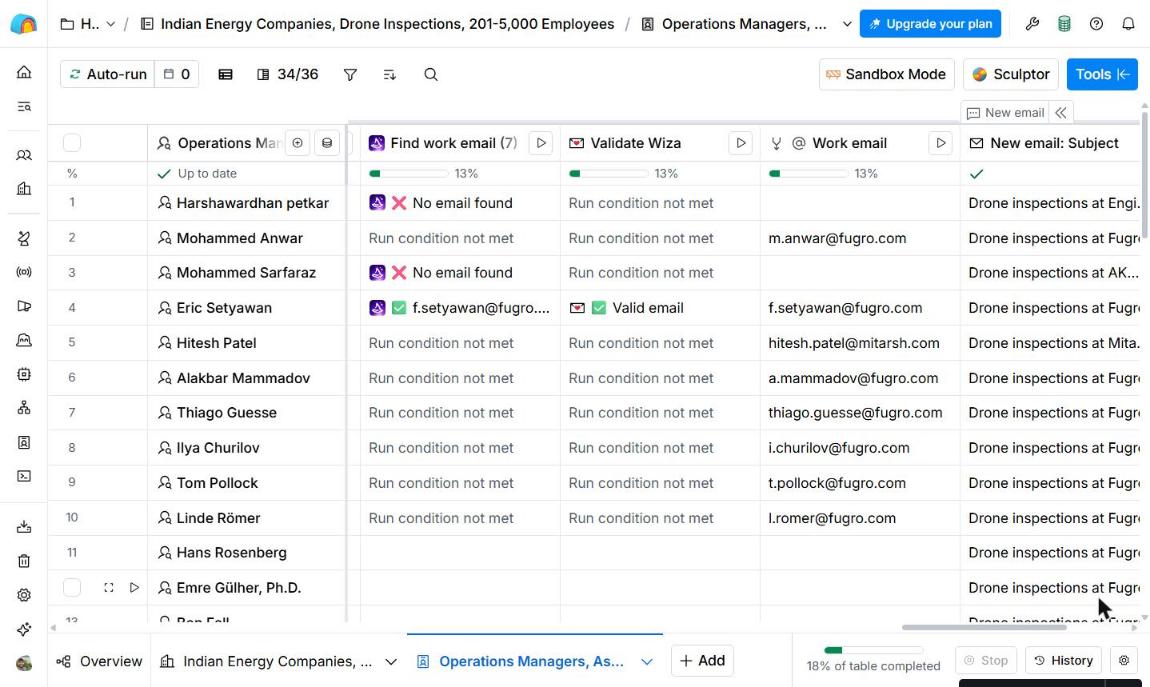 H.. / Indian Energy Companies, Drone Inspections, 201-5,000 Employees / Operations Managers, ... Upgrade your plan
Auto-run 0 34/36 Sandbox Mode Sculptor Tools
New email
Operations Man Find work email (7) Validate Wiza @ Work email New email: Subject
% Up to date 13% 13% 13%
1 Harshawardhan petkar No email found Run condition not met Drone inspections at Engi...
2 Mohammed Anwar Run condition not met Run condition not met m.anwar@fugro.com Drone inspections at Fugr
3 Mohammed Sarfaraz No email found Run condition not met Drone inspections at AK...
4 Eric Setyawan f.setyawan@fugro.... Valid email f.setyawan@fugro.com Drone inspections at Fugr
5 Hitesh Patel Run condition not met Run condition not met hitesh.patel@mitarsh.com Drone inspections at Mita..
6 Alakbar Mammadov Run condition not met Run condition not met a.mammadov@fugro.com Drone inspections at Fugr
7 Thiago Guesse Run condition not met Run condition not met thiago.guesse@fugro.com Drone inspections at Fugr
8 Ilya Churilov Run condition not met Run condition not met i.churilov@fugro.com Drone inspections at Fugr
9 Tom Pollock Run condition not met Run condition not met t.pollock@fugro.com Drone inspections at Fugr
10 Linde Römer Run condition not met Run condition not met l.romer@fugro.com Drone inspections at Fugr
11 Hans Rosenberg Drone inspections at Fugr
Emre Gülher, Ph.D. Drone inspections at Fugr
Overview Indian Energy Companies, ... Operations Managers, As... + Add 18% of table completed Stop History